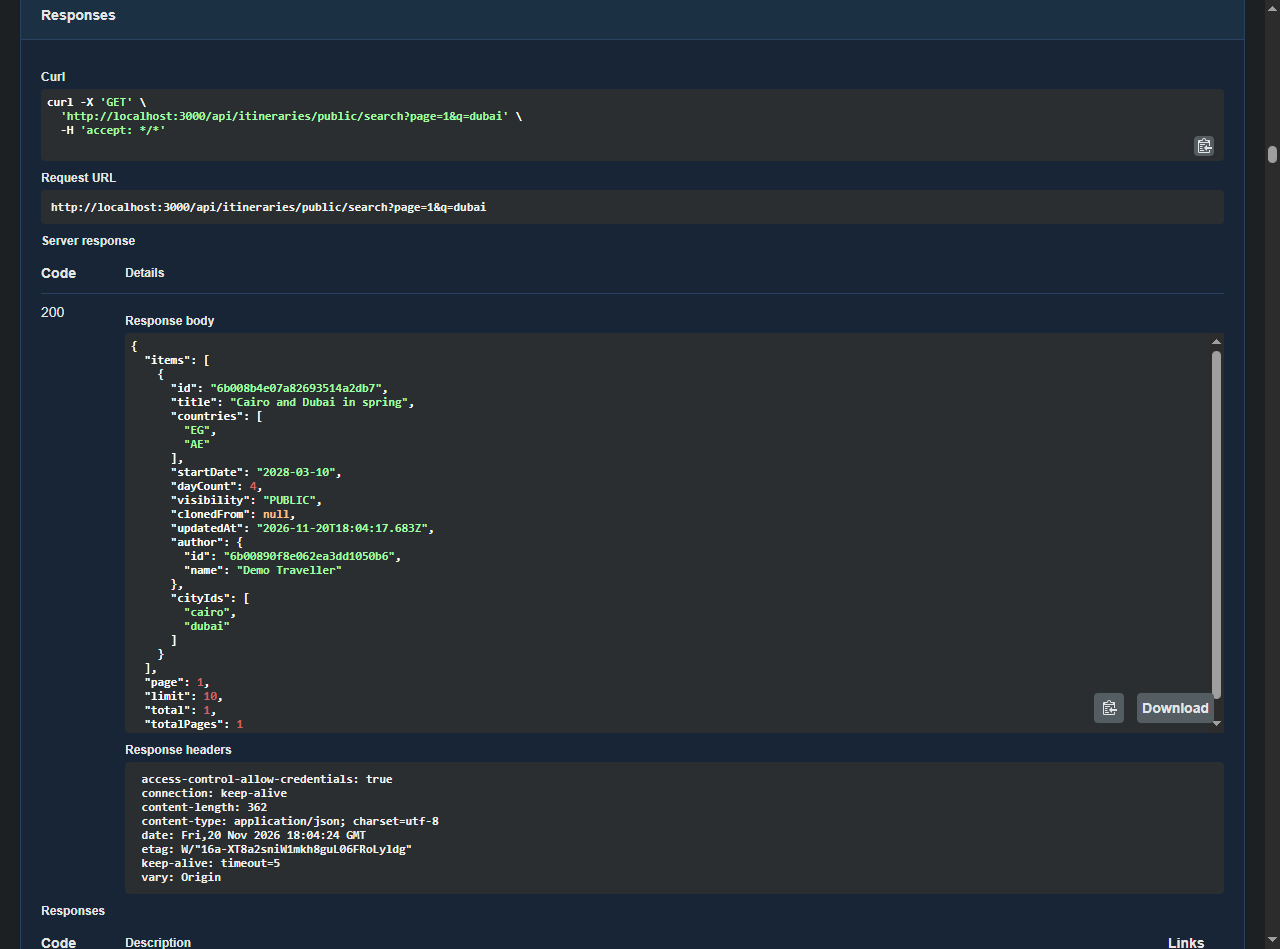 Responses
Curl
curl -X 'GET' \
  'http://localhost:3000/api/itineraries/public/search?page=1&q=dubai' \
  -H 'accept: */*'
Request URL
http://localhost:3000/api/itineraries/public/search?page=1&q=dubai
Server response
Code Details
200
Response body
{
  "items": [
    {
      "id": "6b008b4e07a82693514a2db7",
      "title": "Cairo and Dubai in spring",
      "countries": [
        "EG",
        "AE"
      ],
      "startDate": "2028-03-10",
      "dayCount": 4,
      "visibility": "PUBLIC",
      "clonedFrom": null,
      "updatedAt": "2026-11-20T18:04:17.683Z",
      "author": {
        "id": "6b00890f8e062ea3dd1050b6",
        "name": "Demo Traveller"
      },
      "cityIds": [
        "cairo",
        "dubai"
      ]
    }
  ],
  "page": 1,
  "limit": 10,
  "total": 1,
  "totalPages": 1
Download
Response headers
access-control-allow-credentials: true
connection: keep-alive
content-length: 362
content-type: application/json; charset=utf-8
date: Fri,20 Nov 2026 18:04:24 GMT
etag: W/"16a-XT8a2sniW1mkh8guL06FRoLyldg"
keep-alive: timeout=5
vary: Origin
Responses
Code Description Links